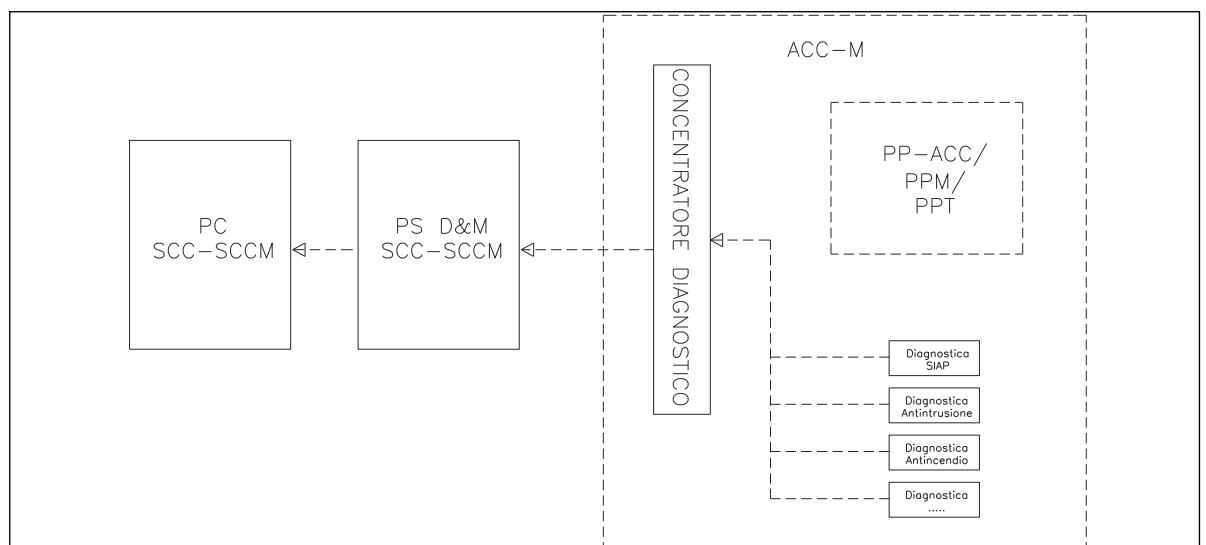 ACC-M
CONCENTRATORE DIAGNOSTICO
PP-ACC/
PPM/
PPT
PC
SCC-SCCM
PS D&M
SCC-SCCM
Diagnostica
SIAP
Diagnostica
Antintrusione
Diagnostica
Antincendio
Diagnostica
.....